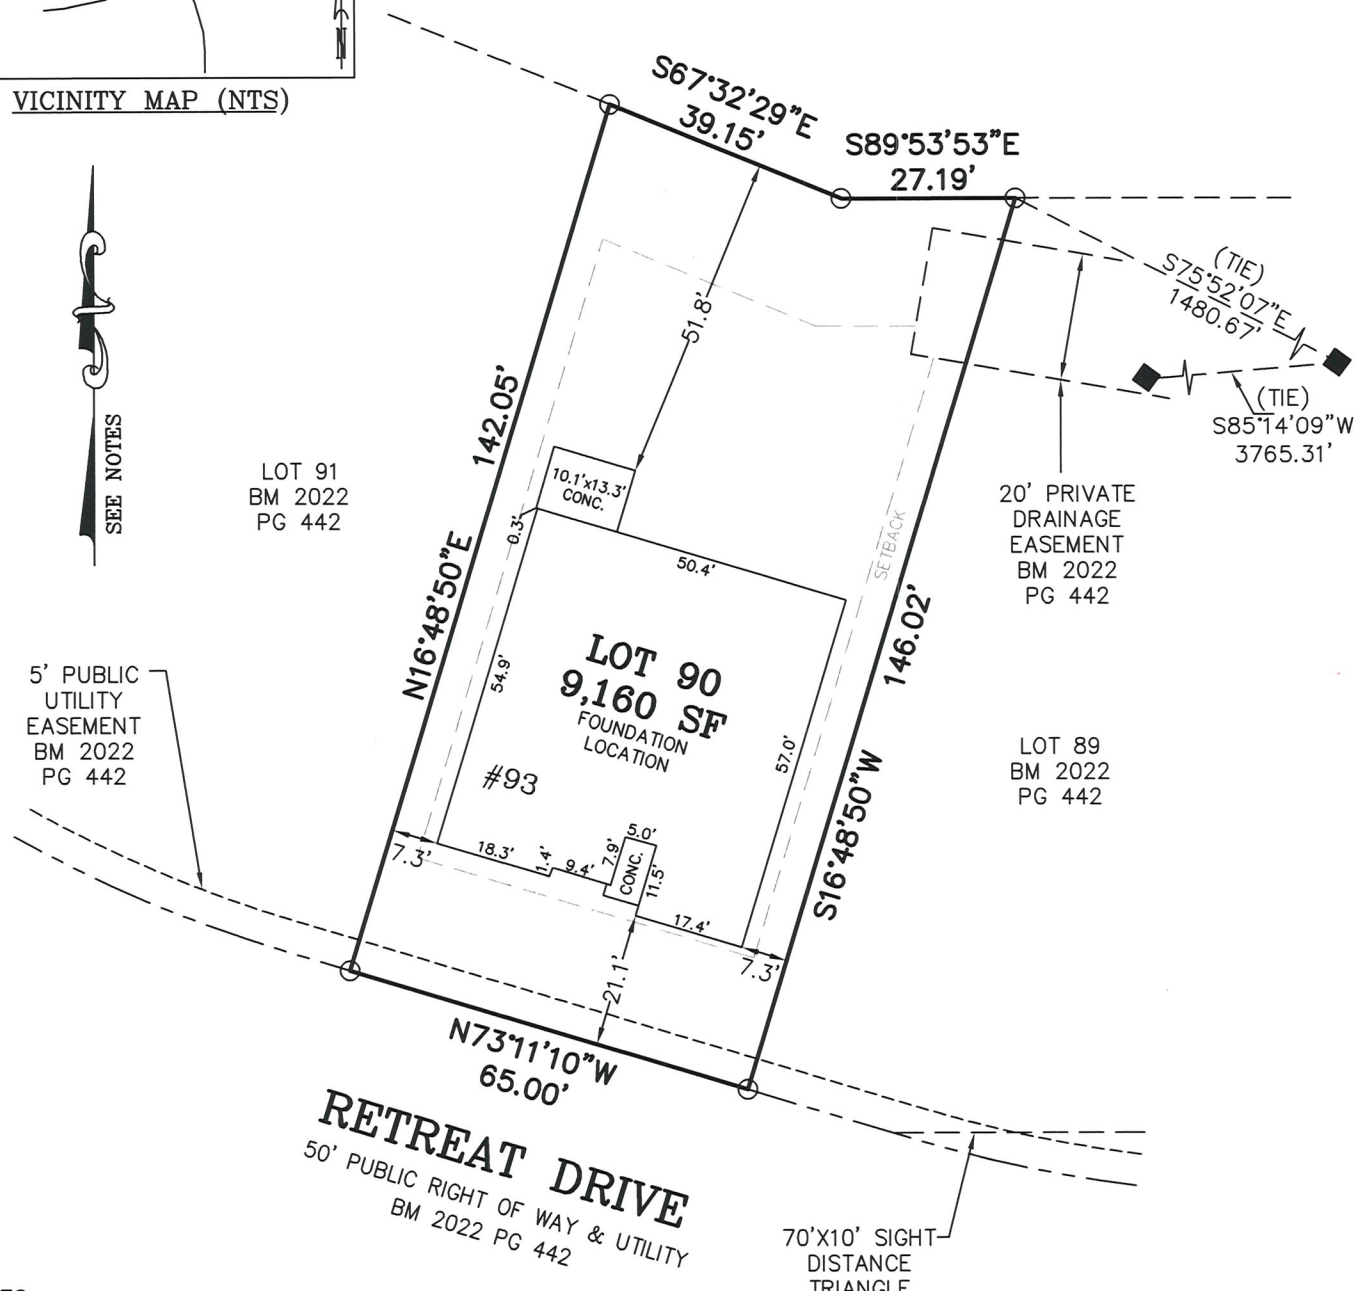 N
VICINITY MAP (NTS)
SEE NOTES
S67°32'29"E
39.15'
S89°53'53"E
27.19'
(TIE)
S75°52'07"E
1480.67'
(TIE)
S85°14'09"W
3765.31'
51.8'
142.05'
N16°48'50"E
LOT 91
BM 2022
PG 442
10.1'x13.3'
CONC.
0.3'
50.4'
SETBACK
20' PRIVATE
DRAINAGE
EASEMENT
BM 2022
PG 442
146.02'
S16°48'50"W
5' PUBLIC
UTILITY
EASEMENT
BM 2022
PG 442
54.9'
LOT 90
9,160 SF
FOUNDATION
LOCATION
#93
57.0'
LOT 89
BM 2022
PG 442
7.3'
18.3'
1.4'
9.4'
7.9'
5.0'
CONC.
11.5'
17.4'
7.3'
21.1'
N73°11'10"W
65.00'
RETREAT DRIVE
50' PUBLIC RIGHT OF WAY & UTILITY
BM 2022 PG 442
70'X10' SIGHT
DISTANCE
TRIANGLE